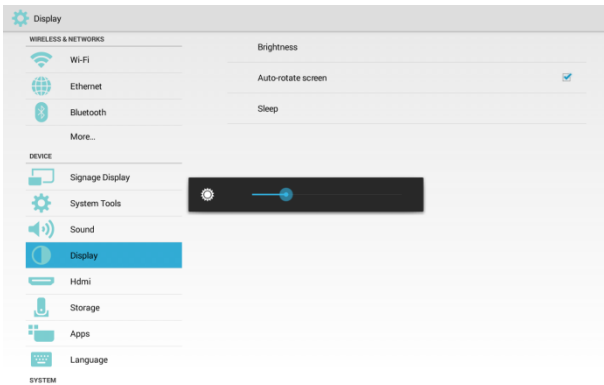 Display
WIRELESS & NETWORKS
Wi-Fi
Ethernet
Bluetooth
More...
DEVICE
Signage Display
System Tools
Sound
Display
Hdmi
Storage
Apps
Language
SYSTEM
Brightness
Auto-rotate screen
Sleep